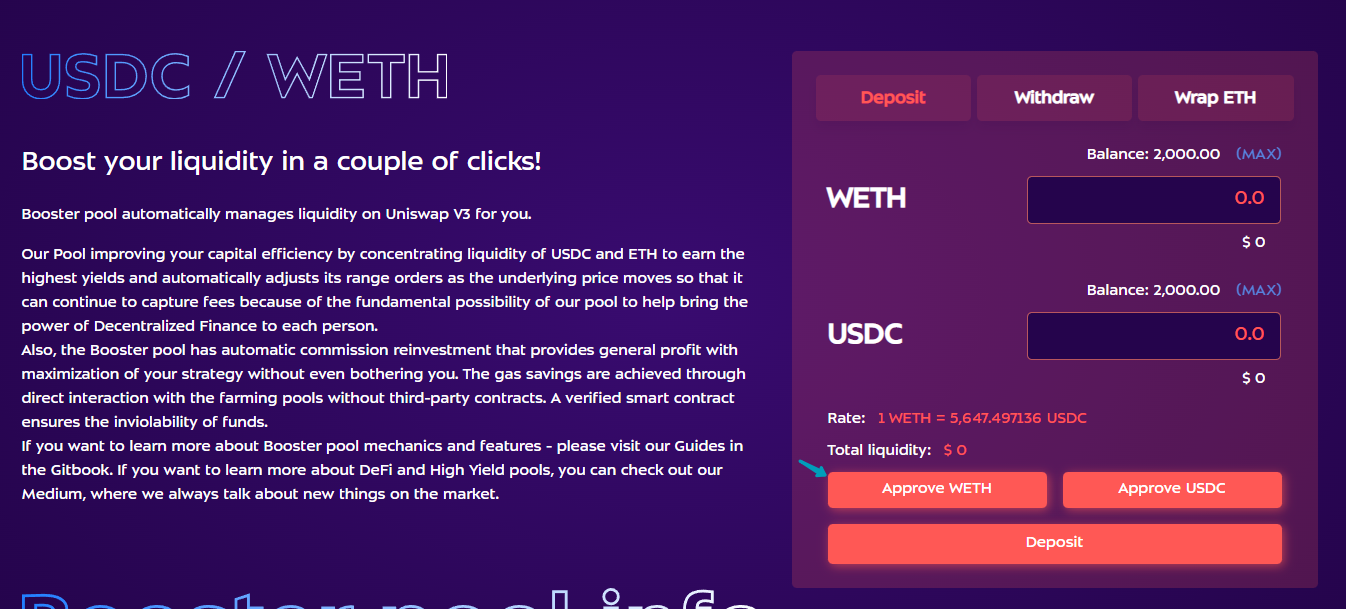 USDC / WETH
Boost your liquidity in a couple of clicks!
Booster pool automatically manages liquidity on Uniswap V3 for you.
Our Pool improving your capital efficiency by concentrating liquidity of USDC and ETH to earn the
highest yields and automatically adjusts its range orders as the underlying price moves so that it
can continue to capture fees because of the fundamental possibility of our pool to help bring the
power of Decentralized Finance to each person.
Also, the Booster pool has automatic commission reinvestment that provides general profit with
maximization of your strategy without even bothering you. The gas savings are achieved through
direct interaction with the farming pools without third-party contracts. A verified smart contract
ensures the inviolability of funds.
If you want to learn more about Booster pool mechanics and features - please visit our Guides in
the Gitbook. If you want to learn more about DeFi and High Yield pools, you can check out our
Medium, where we always talk about new things on the market.
Booster pool info
Deposit Withdraw Wrap ETH
Balance: 2,000.00 (MAX)
WETH 0.0
$ 0
Balance: 2,000.00 (MAX)
USDC 0.0
$ 0
Rate: 1 WETH = 5,647.497136 USDC
Total liquidity: $ 0
Approve WETH Approve USDC
Deposit